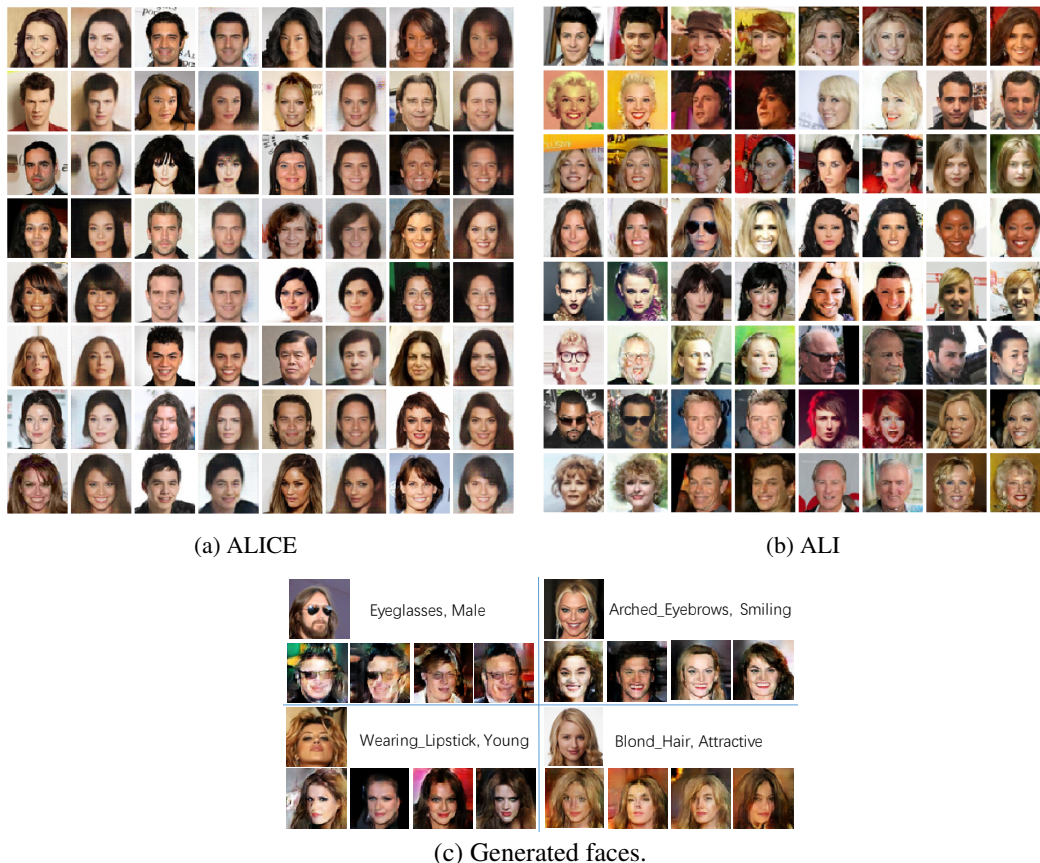 (a) ALICE
(b) ALI
Eyeglasses, Male
Arched_Eyebrows, Smiling
Wearing_Lipstick, Young
Blond_Hair, Attractive
(c) Generated faces.